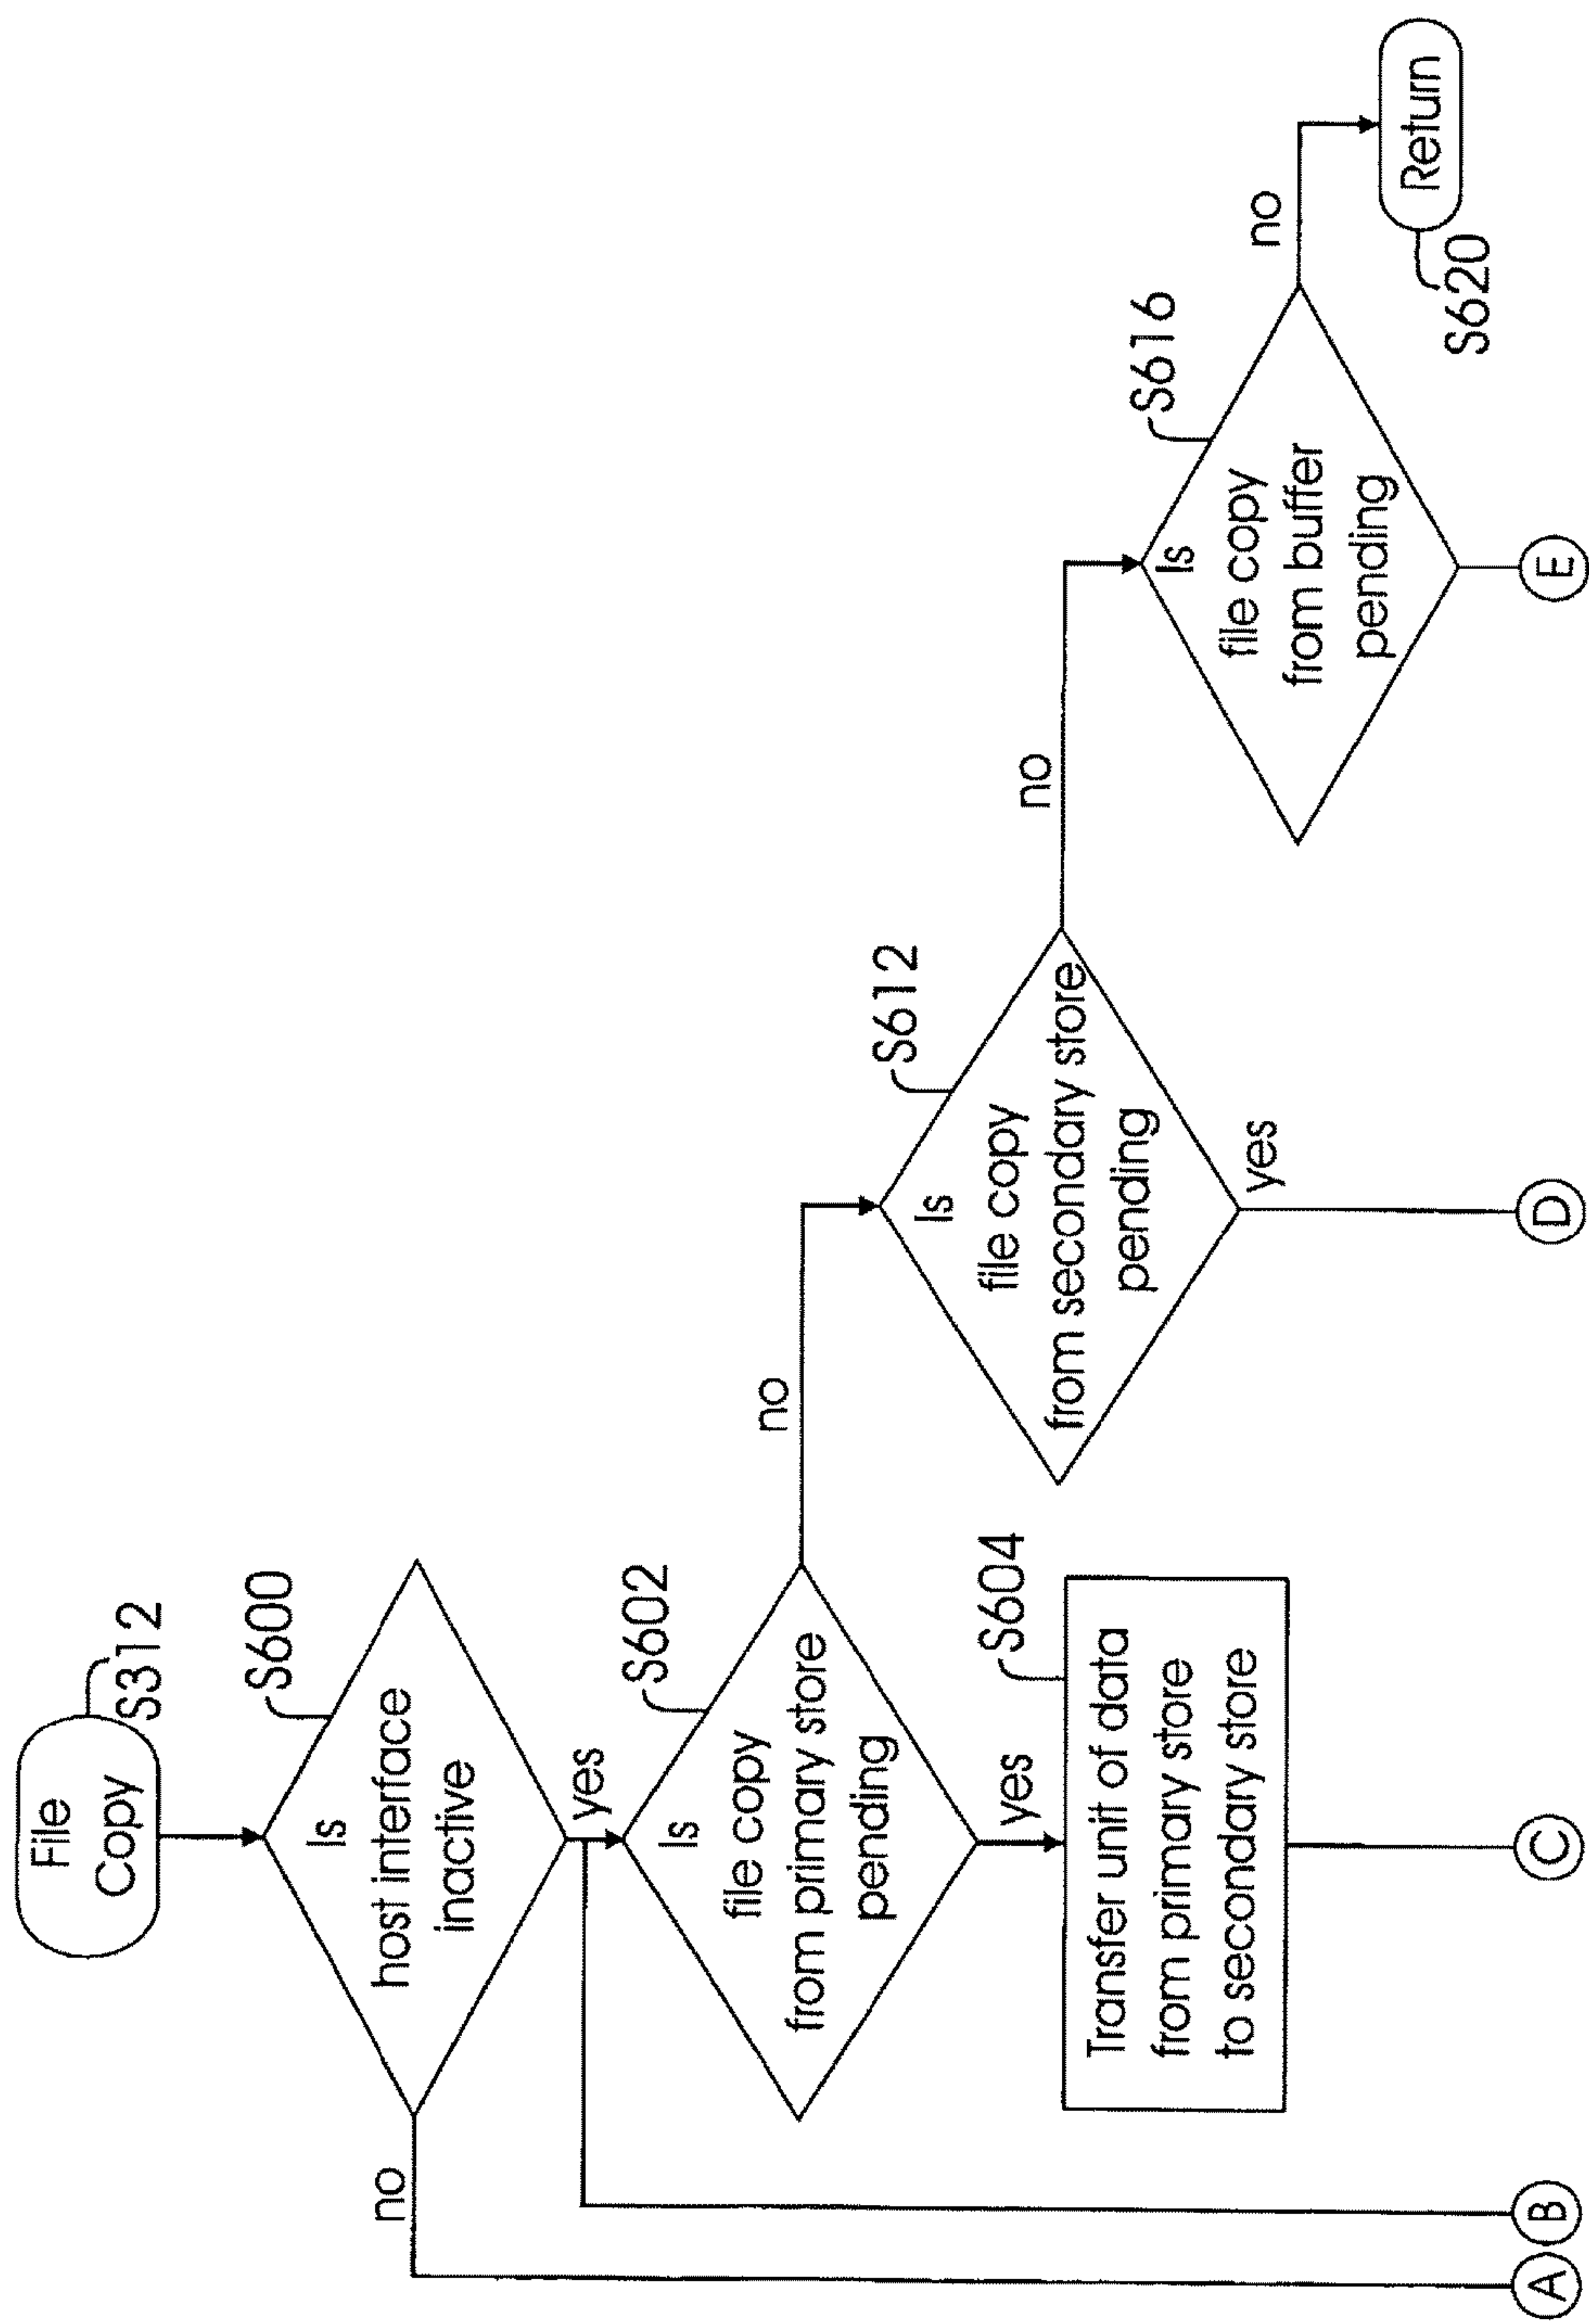 File
Copy
S312
Is
host interface
inactive
S600
no
yes
Is
file copy
from primary store
pending
S602
no
yes
Transfer unit of data
from primary store
to secondary store
S604
Is
file copy
from secondary store
pending
S612
no
yes
Is
file copy
from buffer
pending
S616
no
Return
S620
A
B
C
D
E